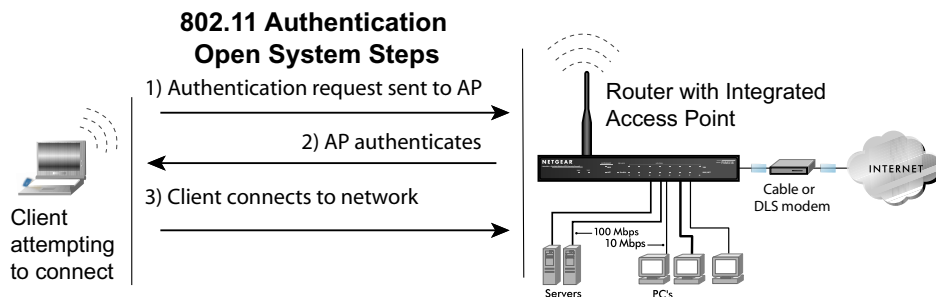 802.11 Authentication
Open System Steps
1) Authentication request sent to AP
2) AP authenticates
3) Client connects to network
Client
attempting
to connect
Router with Integrated
Access Point
NETGEAR
Cable or
DLS modem
INTERNET
100 Mbps
10 Mbps
Servers
PC's